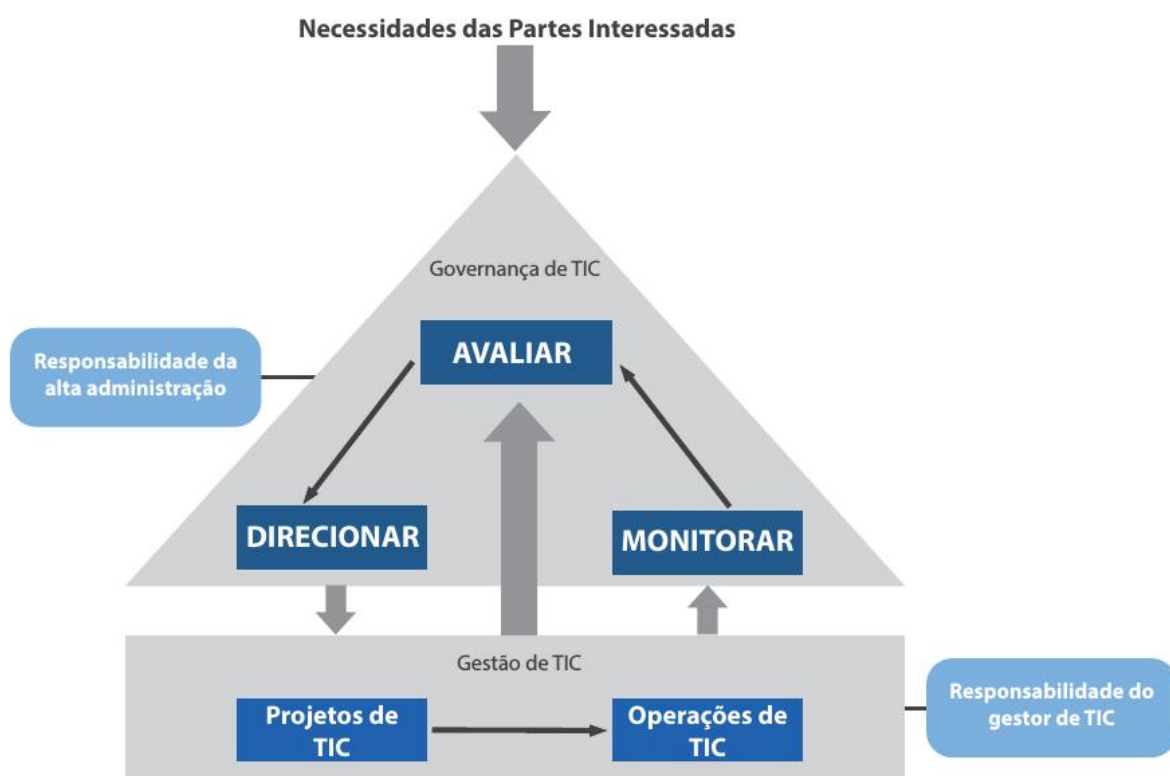 Necessidades das Partes Interessadas
Governança de TIC
AVALIAR
Responsabilidade da
alta administração
DIRECIONAR
MONITORAR
Gestão de TIC
Projetos de
TIC
Operações de
TIC
Responsabilidade do
gestor de TIC